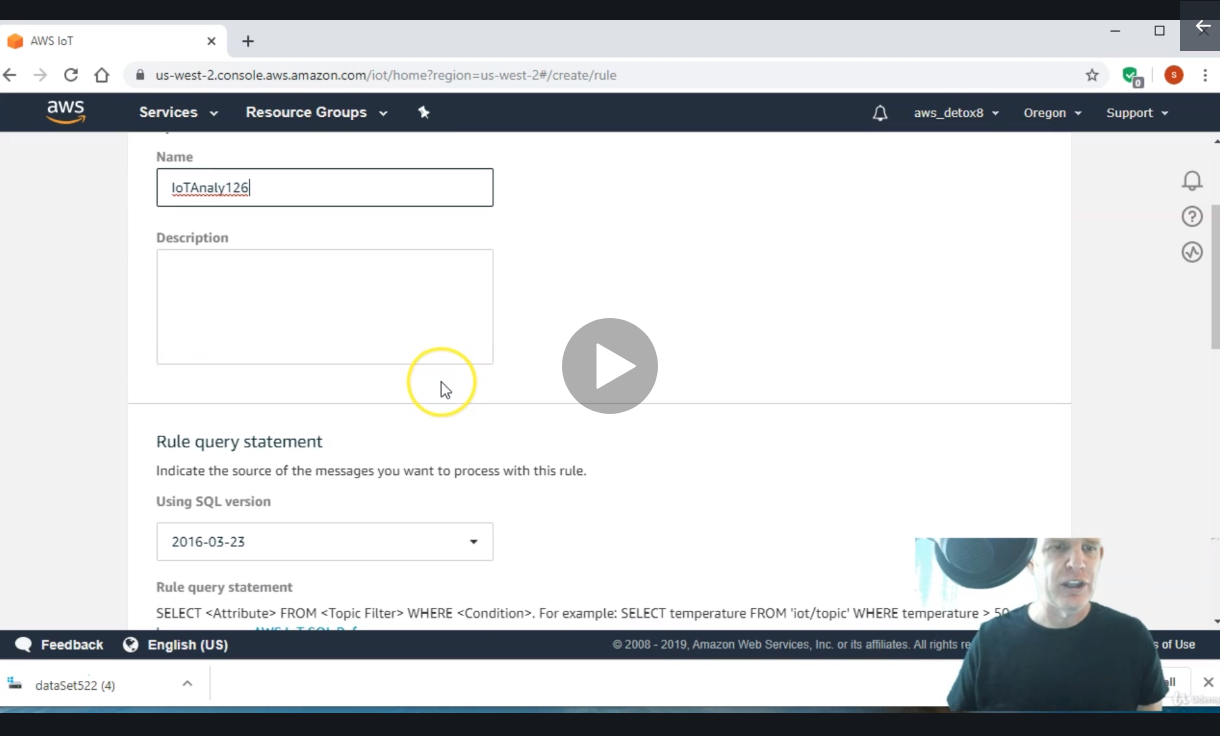 AWS IoT
us-west-2.console.aws.amazon.com/iot/home?region=us-west-2#/create/rule
s
0
aws
Services
Resource Groups
aws_detox8
Oregon
Support
Name
IoTAnaly126
Description
Rule query statement
Indicate the source of the messages you want to process with this rule.
Using SQL version
2016-03-23
Rule query statement
SELECT <Attribute> FROM <Topic Filter> WHERE <Condition>. For example: SELECT temperature FROM 'iot/topic' WHERE temperature > 50
Feedback
English (US)
© 2008 - 2019, Amazon Web Services, Inc. or its affiliates. All rights re
s of Use
dataSet522 (4)
all